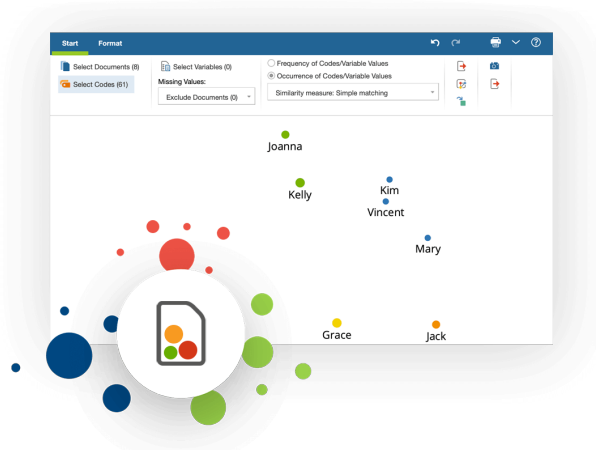 Start Format
Select Documents (8) Select Variables (0) Frequency of Codes/Variable Values
Missing Values: Occurrence of Codes/Variable Values
Select Codes (61) Exclude Documents (0) Similarity measure: Simple matching
Joanna
Kelly
Kim
Vincent
Mary
Grace
Jack